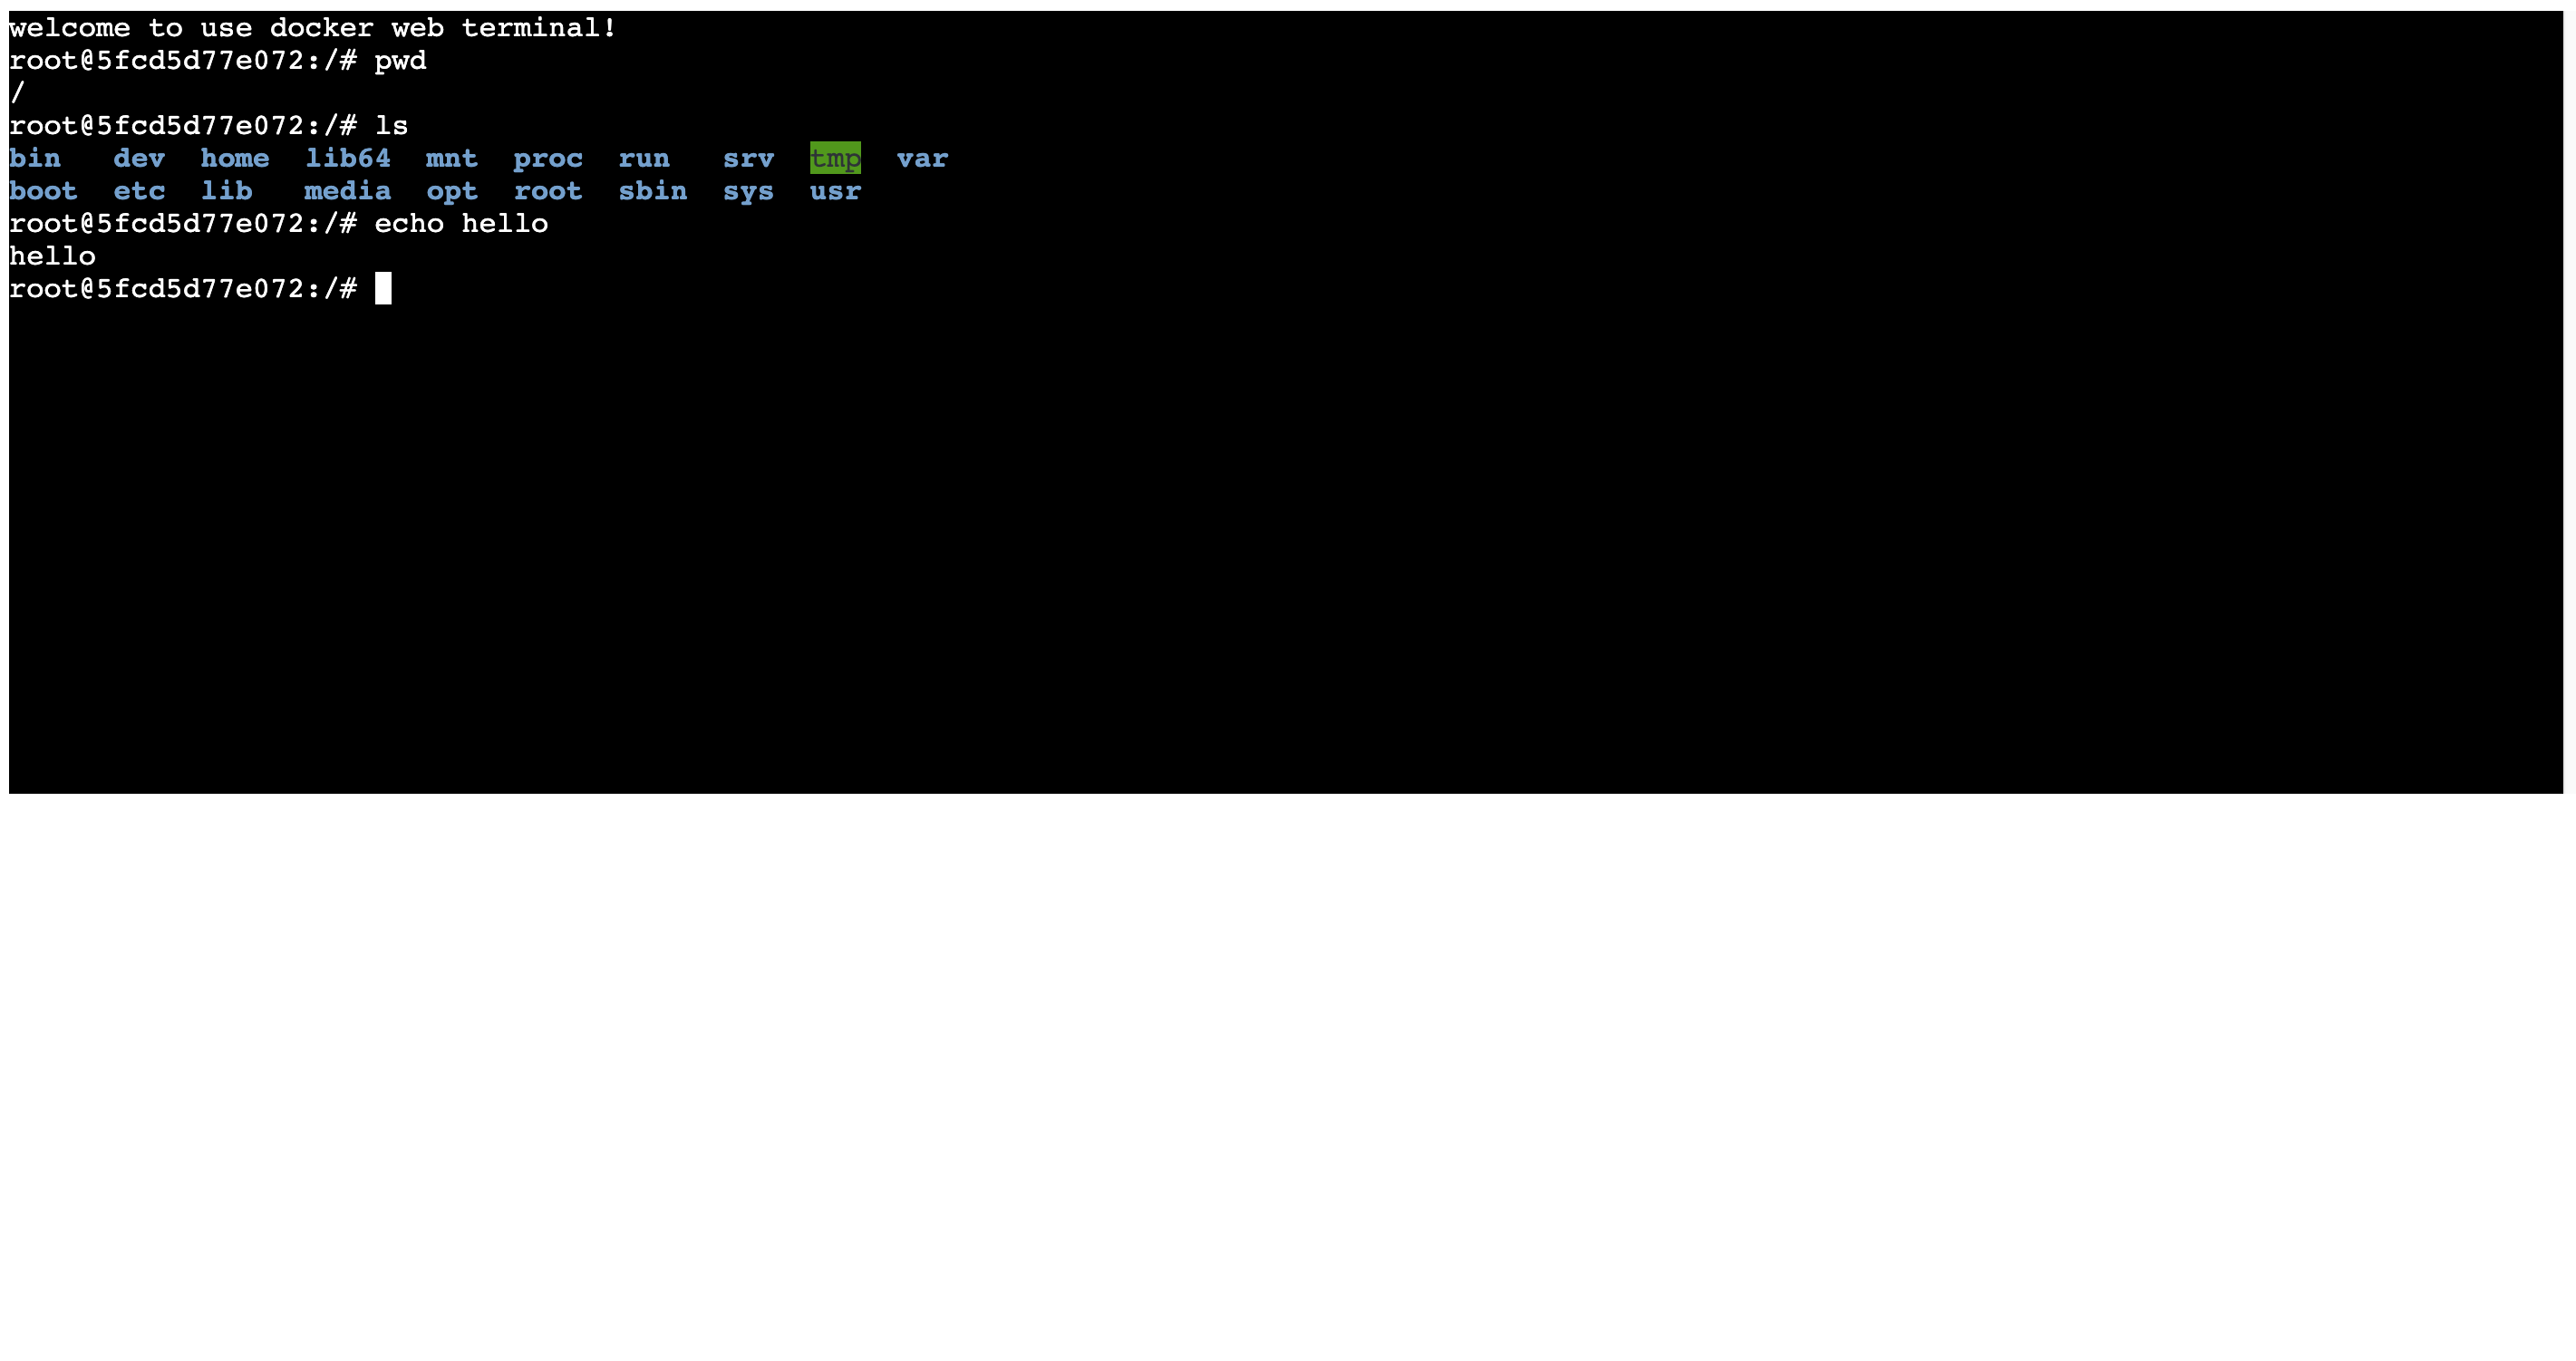 welcome to use docker web terminal!
root@5fcd5d77e072:/# pwd
/
root@5fcd5d77e072:/# ls
bin   dev  home  lib64  mnt  proc  run   srv  tmp  var
boot  etc  lib   media  opt  root  sbin  sys  usr
root@5fcd5d77e072:/# echo hello
hello
root@5fcd5d77e072:/#